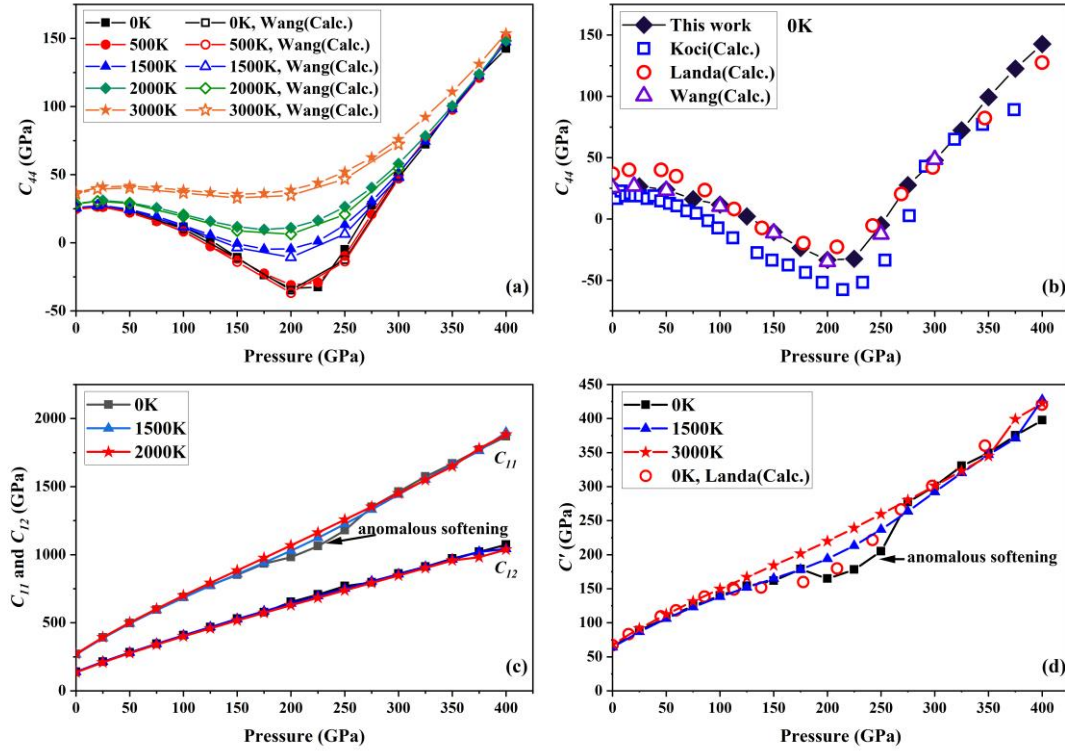 0K 0K, Wang(Calc.)
500K 500K, Wang(Calc.)
1500K 1500K, Wang(Calc.)
2000K 2000K, Wang(Calc.)
3000K 3000K, Wang(Calc.)
150
100
50
0
-50
C44 (GPa)
(a)
0 50 100 150 200 250 300 350 400
Pressure (GPa)
This work 0K
Koci(Calc.)
Landa(Calc.)
Wang(Calc.)
150
100
50
0
-50
C44 (GPa)
(b)
0 50 100 150 200 250 300 350 400
Pressure (GPa)
0K
1500K
2000K
2000
1500
1000
500
0
C11 and C12 (GPa)
C11
anomalous softening
C12
(c)
0 50 100 150 200 250 300 350 400
Pressure (GPa)
0K
1500K
3000K
0K, Landa(Calc.)
450
400
350
300
250
200
150
100
50
0
C' (GPa)
anomalous softening
(d)
0 50 100 150 200 250 300 350 400
Pressure (GPa)